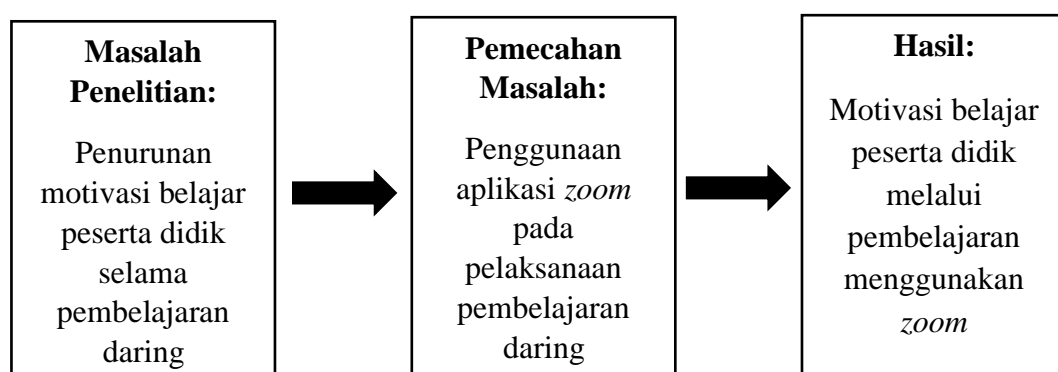 Masalah
Penelitian:
Penurunan
motivasi belajar
peserta didik
selama
pembelajaran
daring
Pemecahan
Masalah:
Penggunaan
aplikasi zoom
pada
pelaksanaan
pembelajaran
daring
Hasil:
Motivasi belajar
peserta didik
melalui
pembelajaran
menggunakan
zoom